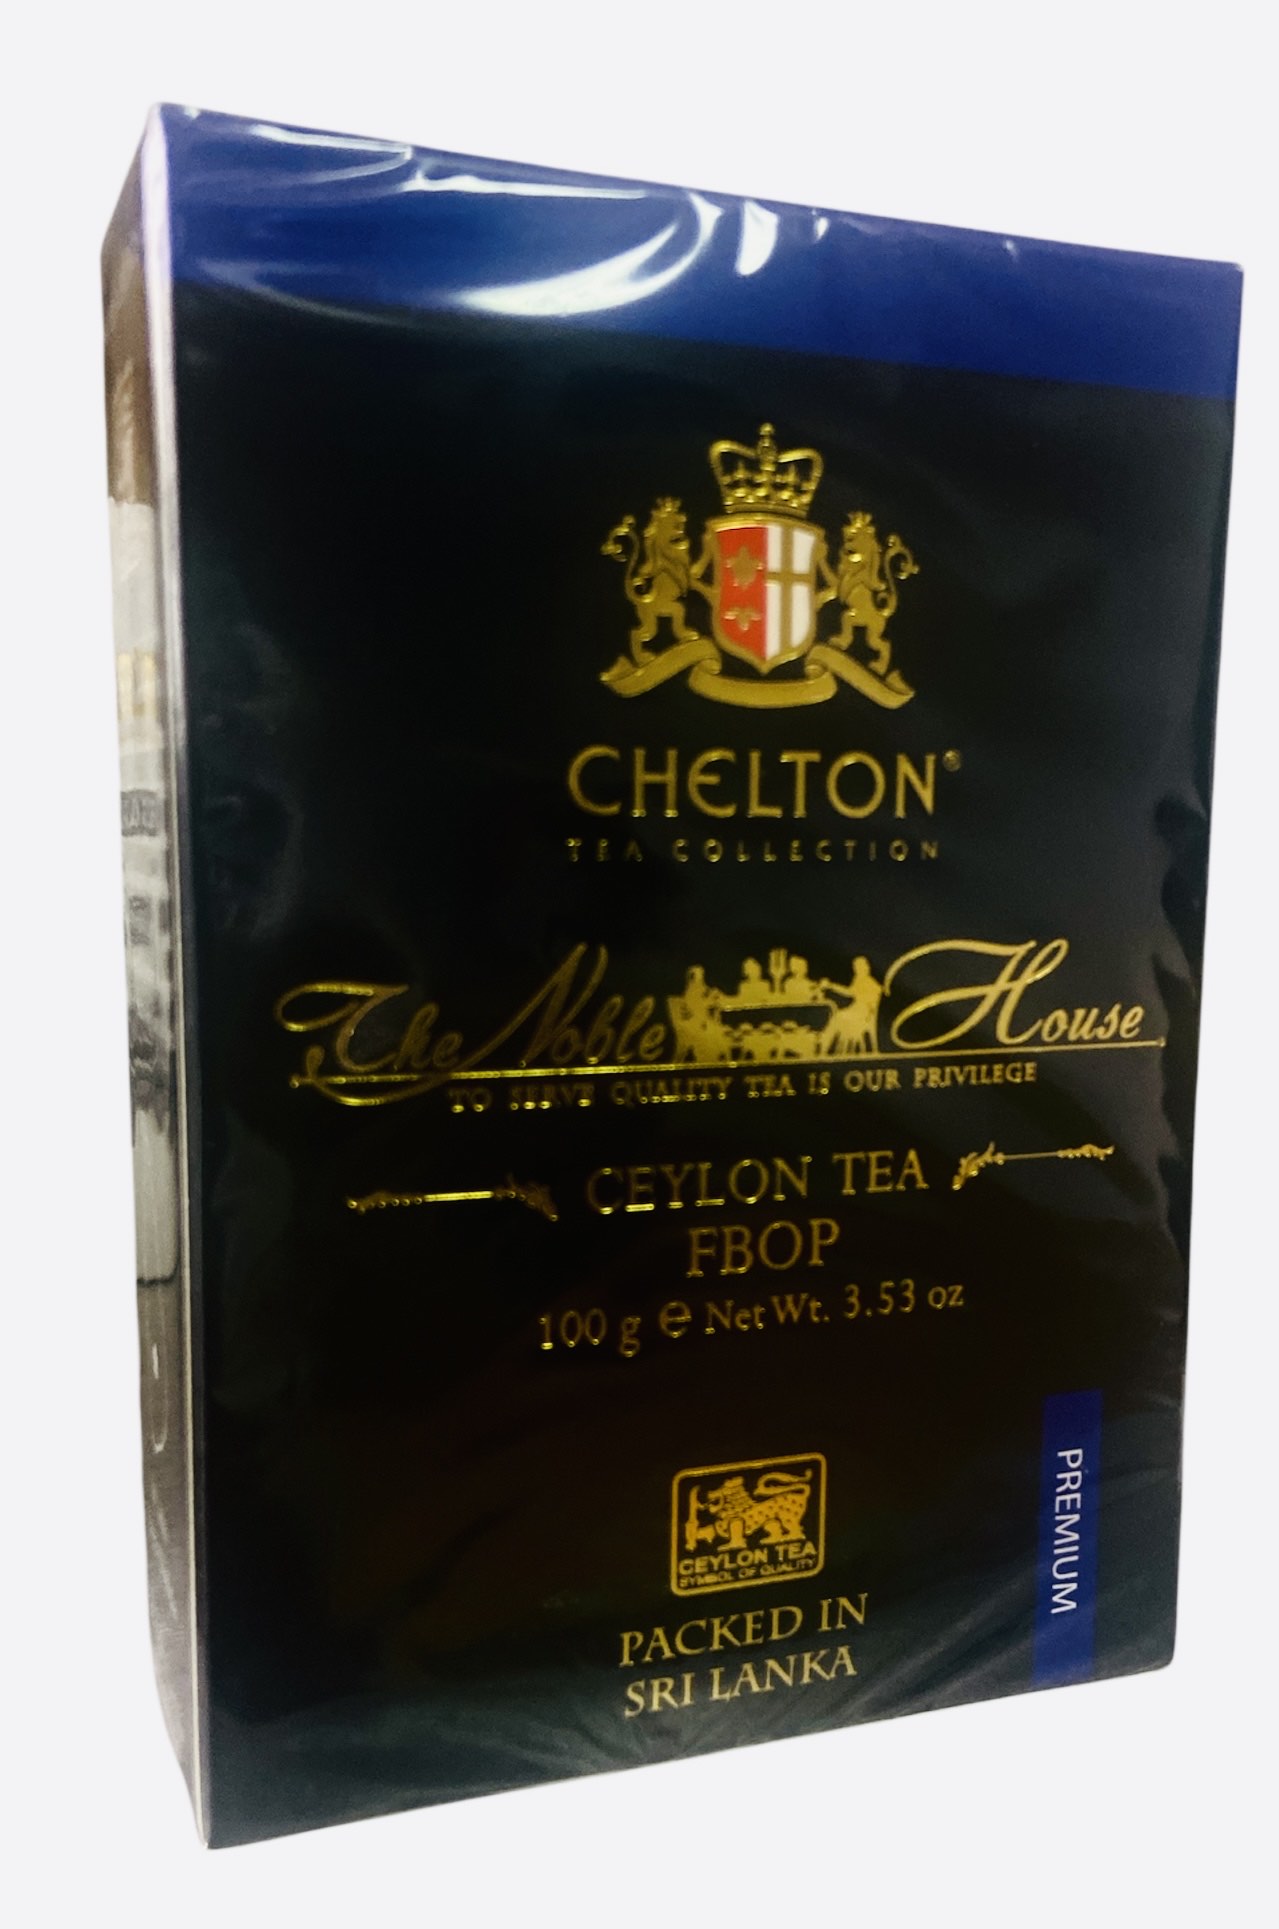 CHELTON®
TEA COLLECTION
The Noble House
TO SERVE QUALITY TEA IS OUR PRIVILEGE
CEYLON TEA
FBOP
100 g ℮ Net Wt. 3.53 oz
PREMIUM
CEYLON TEA
SYMBOL OF QUALITY
PACKED IN
SRI LANKA